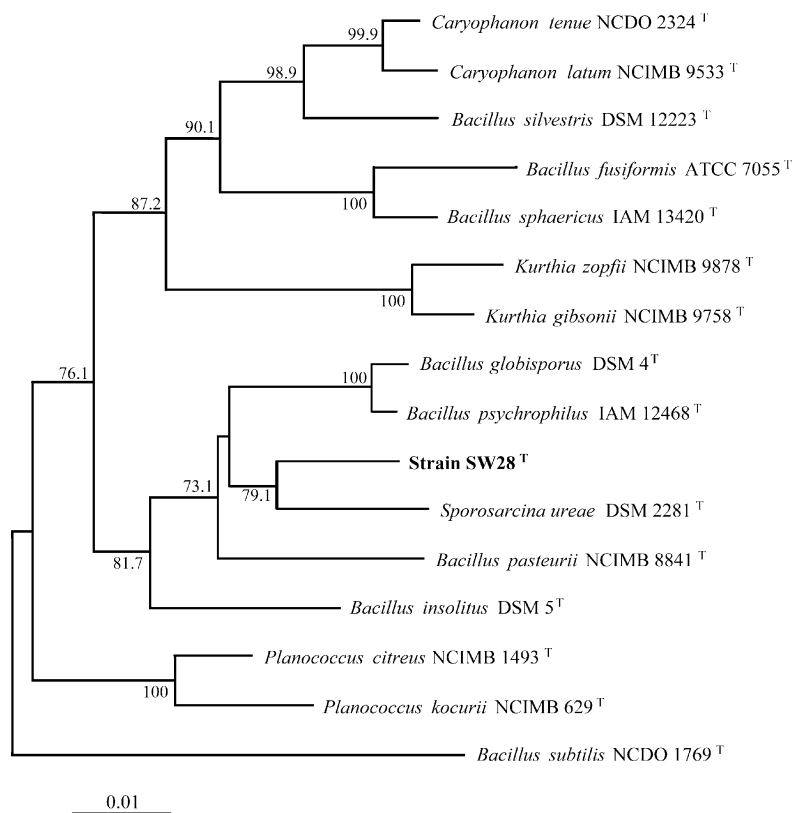 Caryophanon tenue NCDO 2324 T
99.9
Caryophanon latum NCIMB 9533 T
98.9
Bacillus silvestris DSM 12223 T
90.1
Bacillus fusiformis ATCC 7055 T
87.2
100
Bacillus sphaericus IAM 13420 T
Kurthia zopfii NCIMB 9878 T
100
Kurthia gibsonii NCIMB 9758 T
Bacillus globisporus DSM 4 T
76.1
100
Bacillus psychrophilus IAM 12468 T
Strain SW28 T
73.1
79.1
Sporosarcina ureae DSM 2281 T
Bacillus pasteurii NCIMB 8841 T
81.7
Bacillus insolitus DSM 5 T
Planococcus citreus NCIMB 1493 T
100
Planococcus kocurii NCIMB 629 T
Bacillus subtilis NCDO 1769 T
0.01